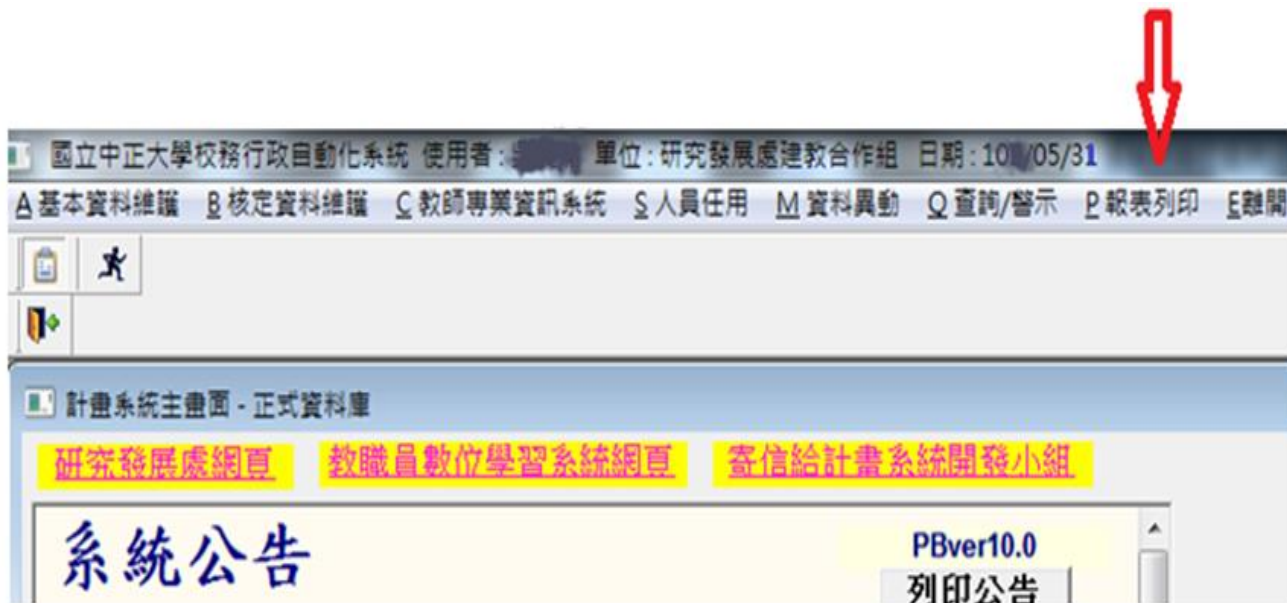 國立中正大學校務行政自動化系統 使用者: 單位:研究發展處建教合作組 日期:10 /05/31
A基本資料維護 B核定資料維護 C教師專業資訊系統 S人員任用 M資料異動 Q查詢/警示 P報表列印 E離開
計畫系統主畫面 - 正式資料庫
研究發展處網頁 教職員數位學習系統網頁 寄信給計畫系統開發小組
系統公告
PBver10.0
列印公告